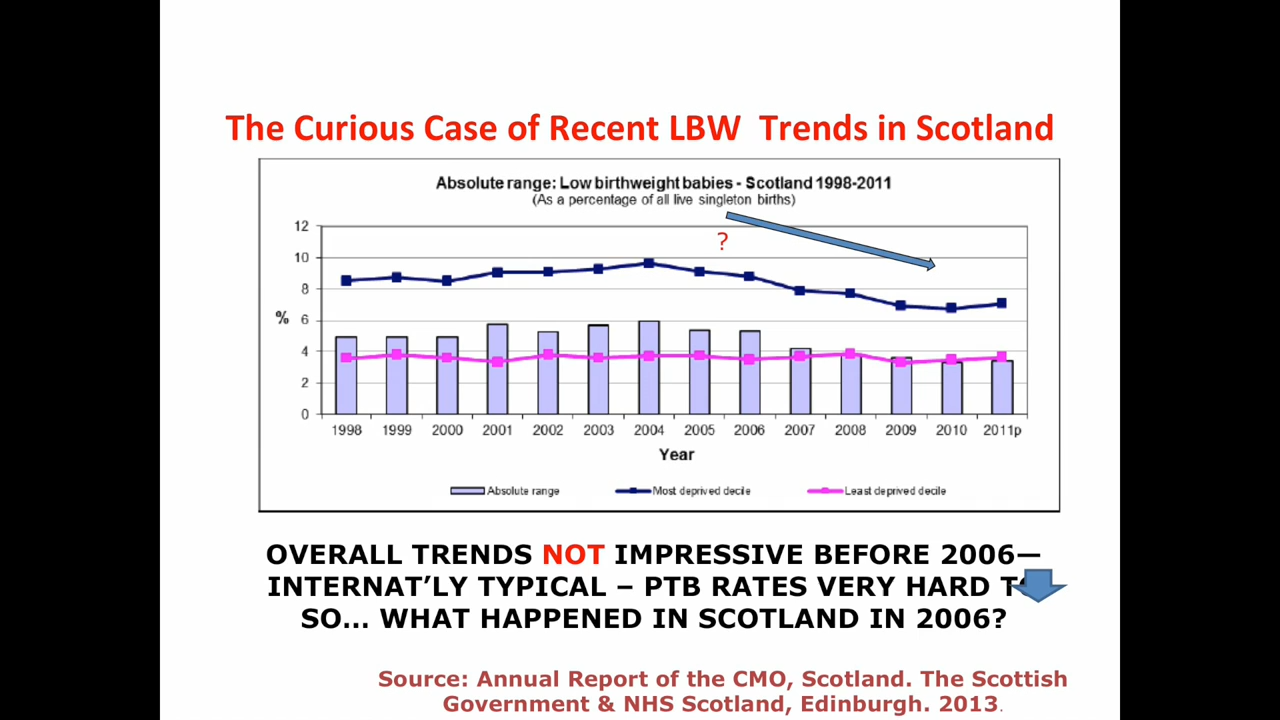 The Curious Case of Recent LBW Trends in Scotland
Absolute range: Low birthweight babies - Scotland 1998-2011
(As a percentage of all live singleton births)
?
12
10
8
6
4
2
0
%
1998 1999 2000 2001 2002 2003 2004 2005 2006 2007 2008 2009 2010 2011p
Year
Absolute range Most deprived decile Least deprived decile
OVERALL TRENDS NOT IMPRESSIVE BEFORE 2006—
INTERNAT’LY TYPICAL – PTB RATES VERY HARD
SO… WHAT HAPPENED IN SCOTLAND IN 2006?
Source: Annual Report of the CMO, Scotland. The Scottish
Government & NHS Scotland, Edinburgh. 2013.